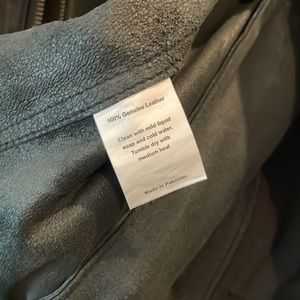 100% Genuine Leather
Clean with mild liquid
soap and cold water.
Tumble dry with
medium heat
Made in Pakistan